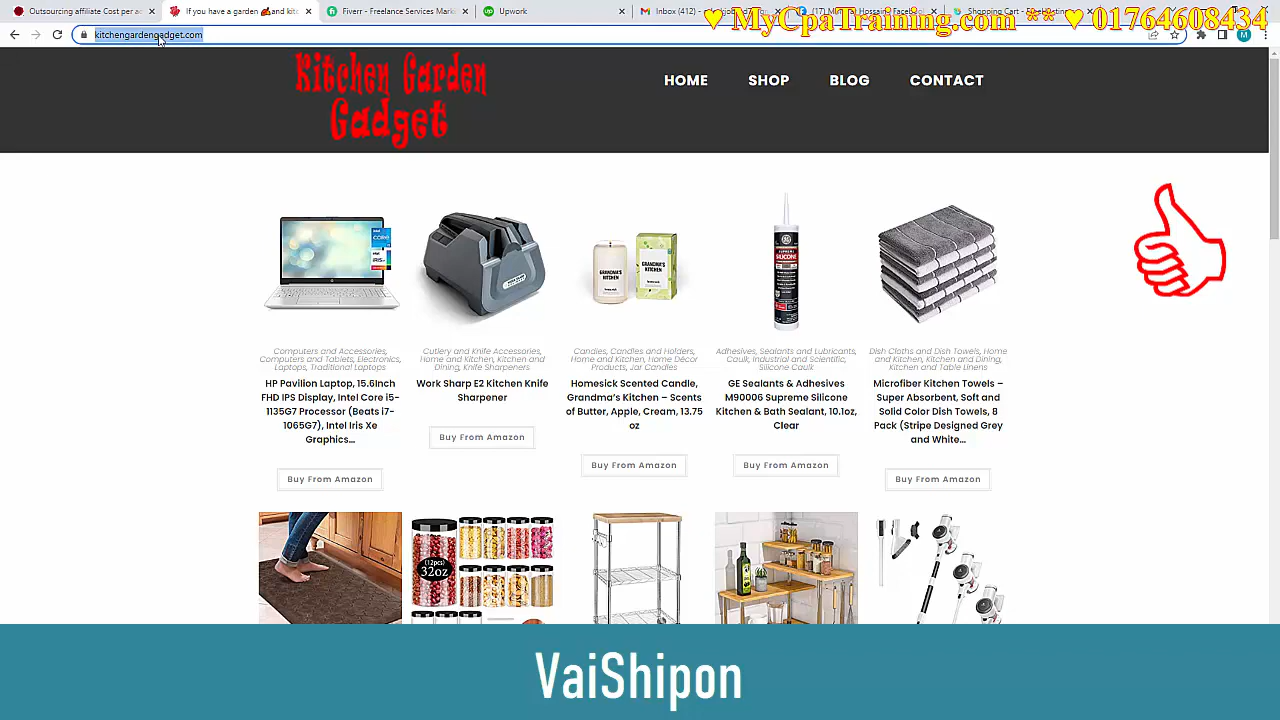 Outsourcing affiliate Cost per a
If you have a garden and kitc
Fiverr - Freelance Services Mark
Upwork
Inbox (412)
Shopping Cart
♥ MyCpaTraining.com ** ♥ 01764608434
kitchengardengadget.com
M
Kitchen Garden
Gadget
HOME SHOP BLOG CONTACT
GRANDMA'S
KITCHEN
GRANDMA'S
KITCHEN
SILICONE
Computers and Accessories,
Computers and Tablets, Electronics,
Laptops, Traditional Laptops
HP Pavilion Laptop, 15.6Inch
FHD IPS Display, Intel Core i5-
1135G7 Processor (Beats i7-
1065G7), Intel Iris Xe
Graphics...
Buy From Amazon
Cutlery and Knife Accessories,
Home and Kitchen, Kitchen and
Dining, Knife Sharpeners
Work Sharp E2 Kitchen Knife
Sharpener
Buy From Amazon
Candles, Candles and Holders,
Home and Kitchen, Home Décor
Products, Jar Candles
Homesick Scented Candle,
Grandma's Kitchen – Scents
of Butter, Apple, Cream, 13.75
oz
Buy From Amazon
Adhesives, Sealants and Lubricants,
Caulk, Industrial and Scientific,
Silicone Caulk
GE Sealants & Adhesives
M90006 Supreme Silicone
Kitchen & Bath Sealant, 10.1oz,
Clear
Buy From Amazon
Dish Cloths and Dish Towels, Home
and Kitchen, Kitchen and Dining,
Kitchen and Table Linens
Microfiber Kitchen Towels –
Super Absorbent, Soft and
Solid Color Dish Towels, 8
Pack (Stripe Designed Grey
and White...
Buy From Amazon
(12pcs)
32oz
VaiShipon